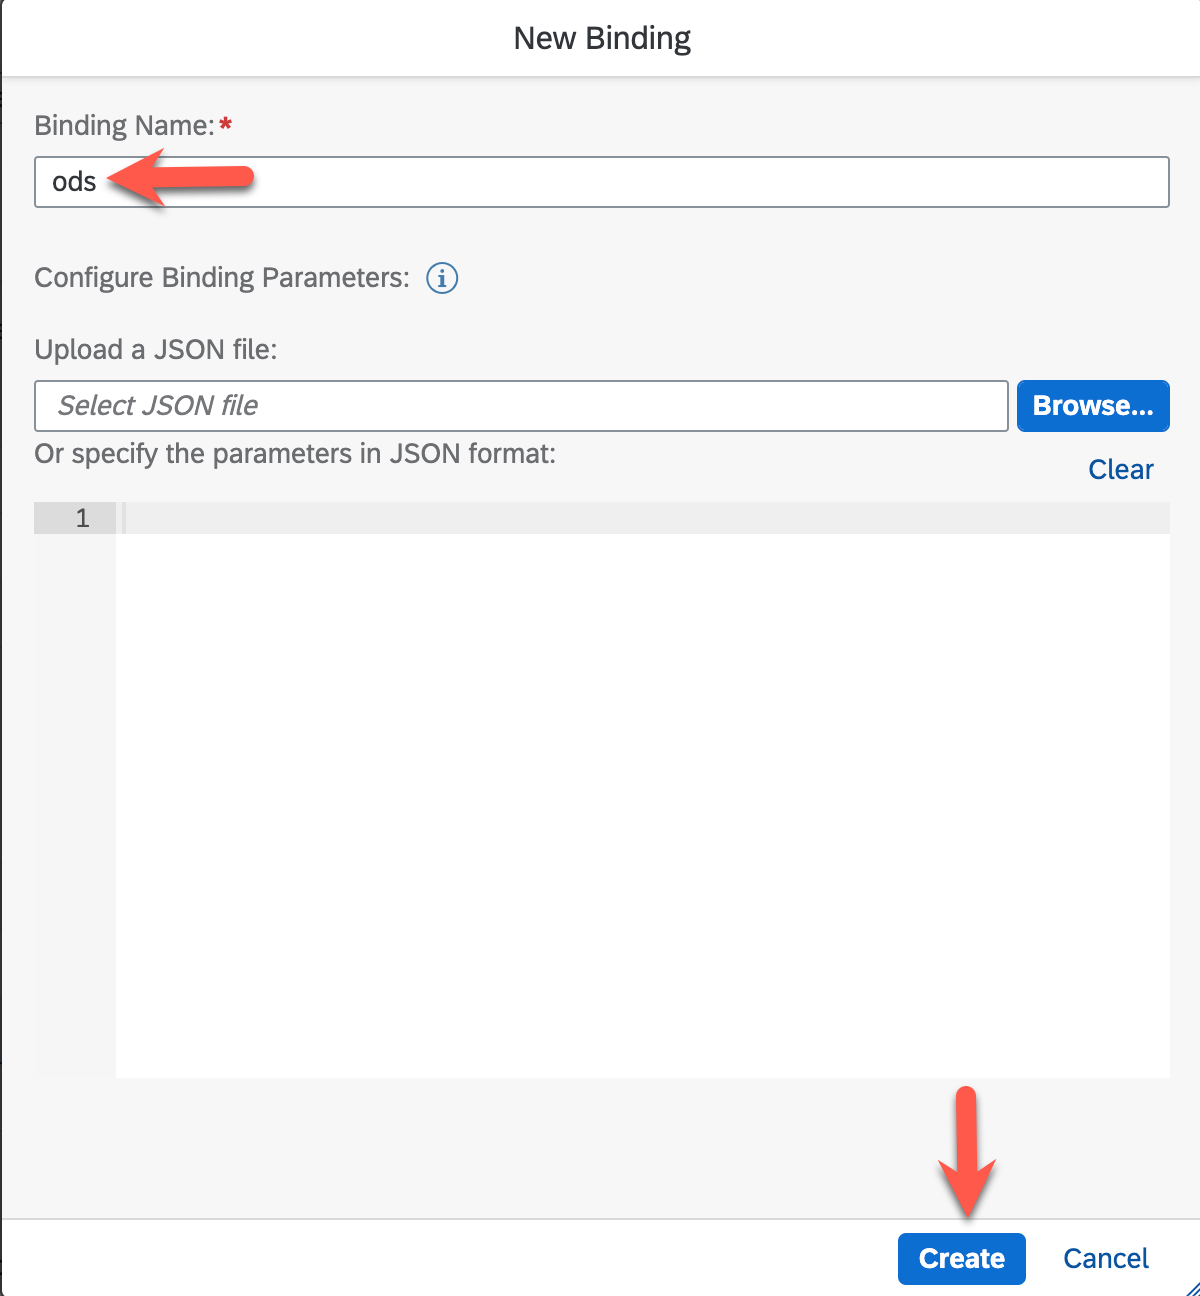 New Binding
Binding Name:*
ods
Configure Binding Parameters:
Upload a JSON file:
Select JSON file
Browse...
Or specify the parameters in JSON format:
Clear
1
Create
Cancel